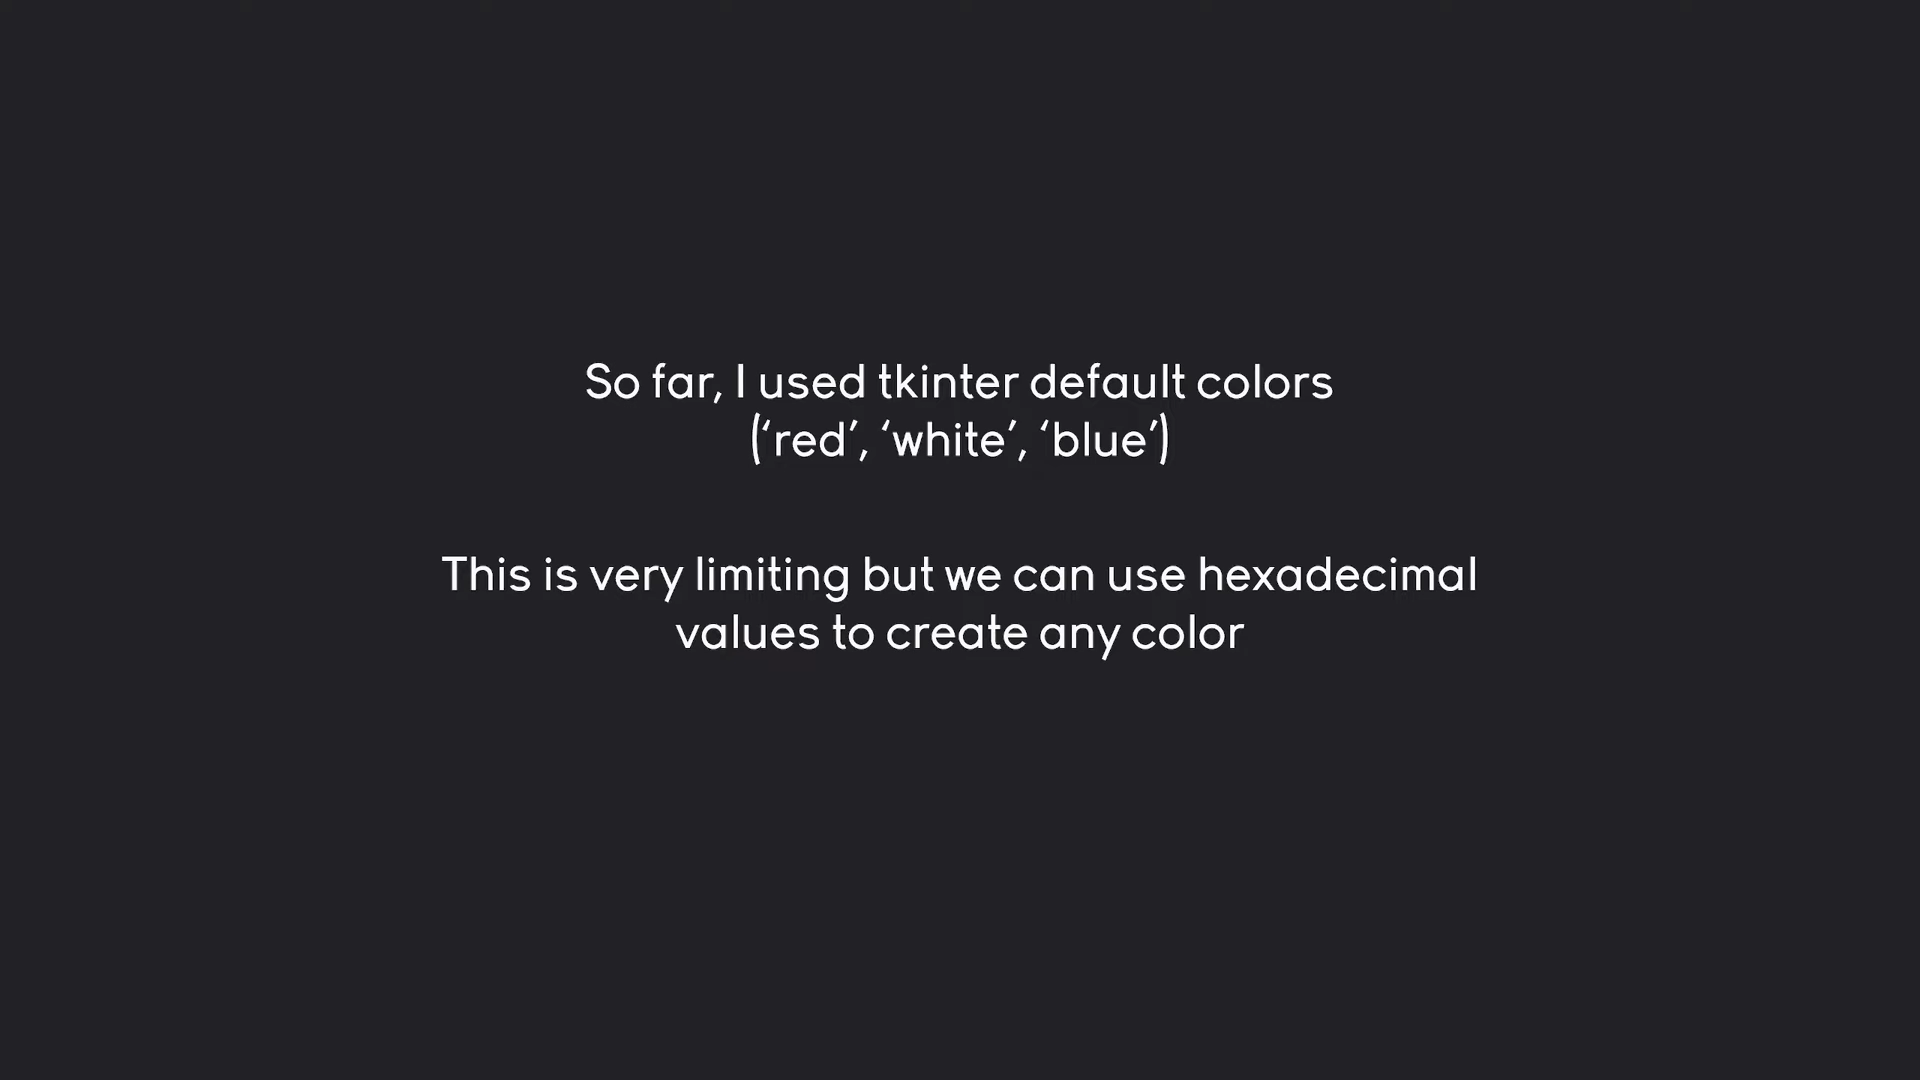 So far, I used tkinter default colors
(‘red’, ‘white’, ‘blue’)
This is very limiting but we can use hexadecimal
values to create any color